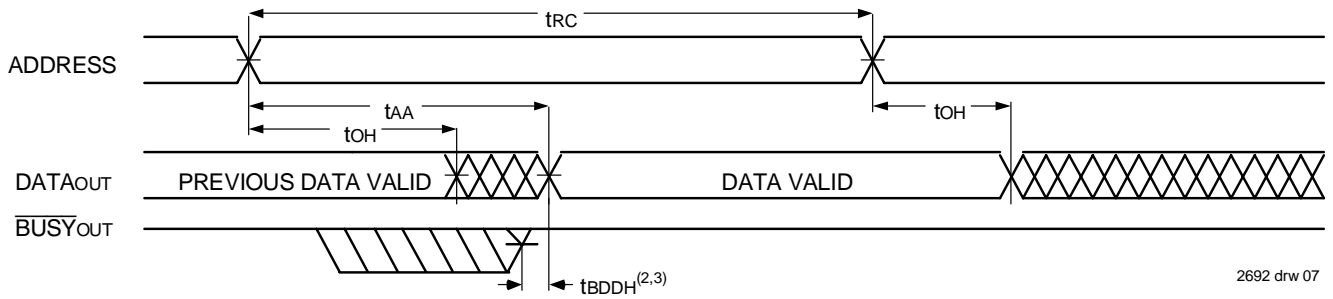 tRC
ADDRESS
tAA
tOH
tOH
DATAOUT
PREVIOUS DATA VALID
DATA VALID
BUSYOUT
tBDDH(2,3)
2692 drw 07